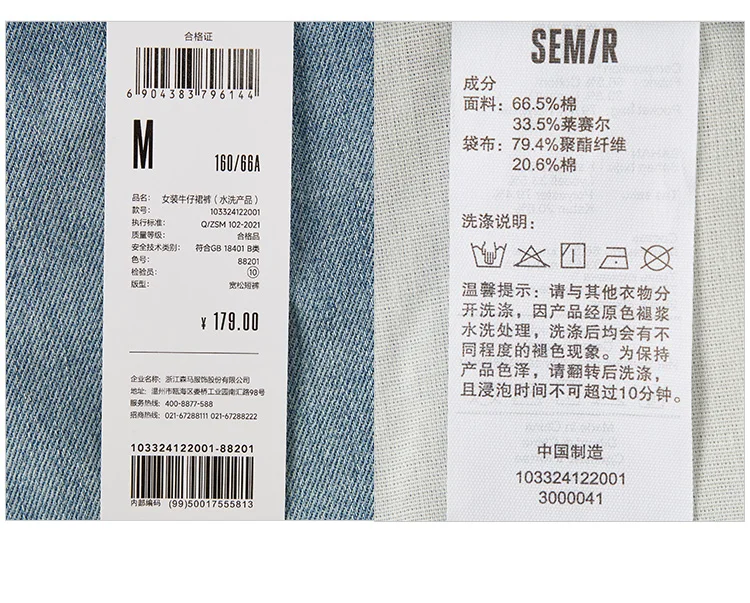 合格证
6 904383 796144
M
160/66A
品名: 女装牛仔裙裤（水洗产品）
款号: 103324122001
执行标准: Q/ZSM 102-2021
质量等级: 合格品
安全技术类别: 符合GB 18401 B类
色号: 88201
检验员: ⑩
版型: 宽松短裤
¥ 179.00
企业名称: 浙江森马服饰股份有限公司
地址: 温州市瓯海区娄桥工业园南汇路98号
服务热线: 400-8877-588
招商热线: 021-67288111 021-67288222
103324122001-88201
内部编码 (99)50017555813
SEM/R
成分
面料: 66.5%棉
33.5%莱赛尔
袋布: 79.4%聚酯纤维
20.6%棉
洗涤说明:
温馨提示: 请与其他衣物分
开洗涤, 因产品经原色褪浆
水洗处理, 洗涤后均会有不
同程度的褪色现象。为保持
产品色泽, 请翻转后洗涤,
且浸泡时间不可超过10分钟。
中国制造
103324122001
3000041